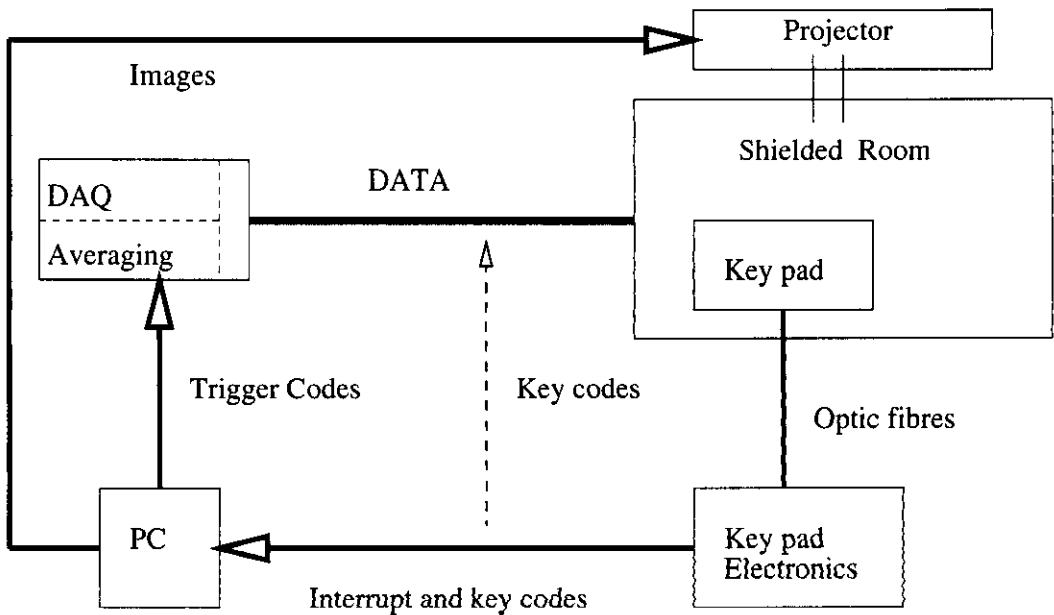 Projector
Images
Shielded Room
DATA
DAQ
Averaging
Key pad
Trigger Codes
Key codes
Optic fibres
PC
Key pad
Electronics
Interrupt and key codes